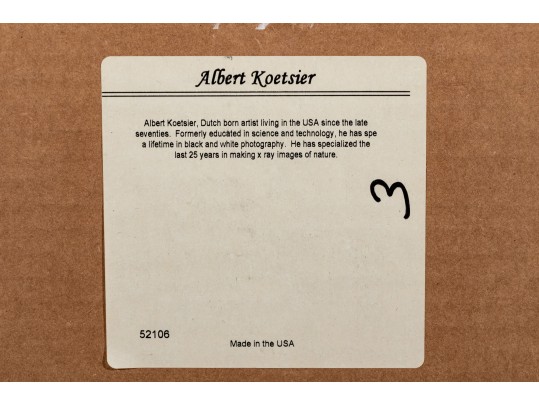 Albert Koetsier
Albert Koetsier, Dutch born artist living in the USA since the late
seventies. Formerly educated in science and technology, he has spe
a lifetime in black and white photography. He has specialized the
last 25 years in making x ray images of nature.
3
52106
Made in the USA